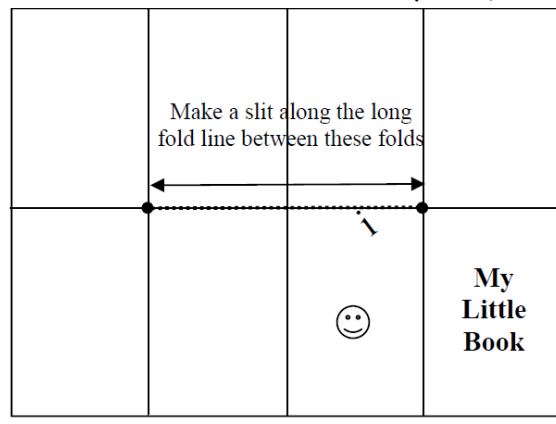 Make a slit along the long
fold line between these folds
i
My
Little
Book